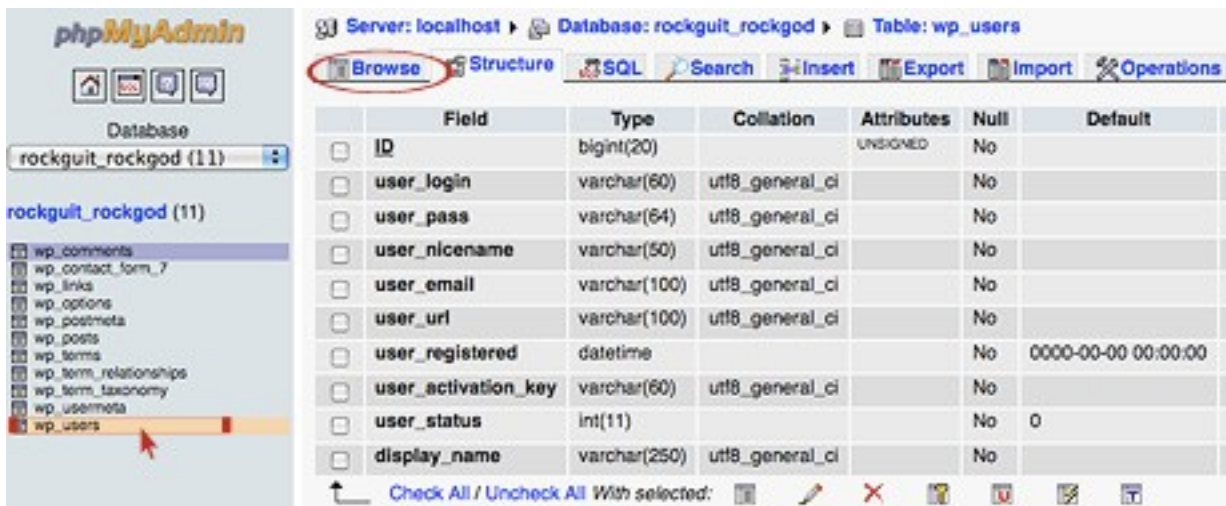 phpMyAdmin
Database
rockguit_rockgod (11)
rockguit_rockgod (11)
wp_comments
wp_contact_form_7
wp_links
wp_options
wp_postmeta
wp_posts
wp_terms
wp_term_relationships
wp_term_taxonomy
wp_usermeta
wp_users
Server: localhost Database: rockguit_rockgod Table: wp_users
Browse Structure SQL Search Insert Export Import Operations
Field Type Collation Attributes Null Default
ID bigint(20) UNSIGNED No
user_login varchar(60) utf8_general_ci No
user_pass varchar(64) utf8_general_ci No
user_nicename varchar(50) utf8_general_ci No
user_email varchar(100) utf8_general_ci No
user_url varchar(100) utf8_general_ci No
user_registered datetime No 0000-00-00 00:00:00
user_activation_key varchar(60) utf8_general_ci No
user_status int(11) No 0
display_name varchar(250) utf8_general_ci No
Check All / Uncheck All With selected: